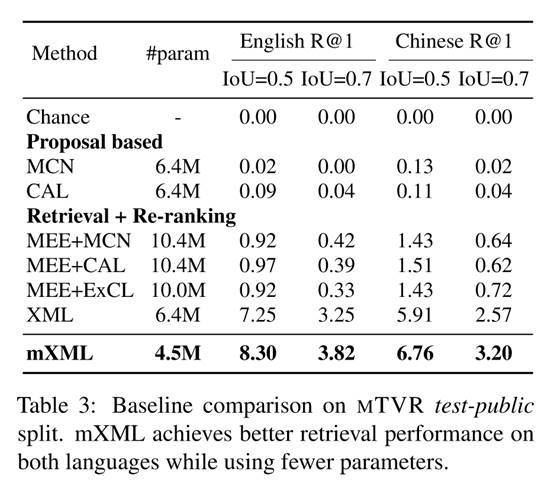 Method #param English R@1 Chinese R@1
IoU=0.5 IoU=0.7 IoU=0.5 IoU=0.7
Chance - 0.00 0.00 0.00 0.00
Proposal based
MCN 6.4M 0.02 0.00 0.13 0.02
CAL 6.4M 0.09 0.04 0.11 0.04
Retrieval + Re-ranking
MEE+MCN 10.4M 0.92 0.42 1.43 0.64
MEE+CAL 10.4M 0.97 0.39 1.51 0.62
MEE+ExCL 10.0M 0.92 0.33 1.43 0.72
XML 6.4M 7.25 3.25 5.91 2.57
mXML 4.5M 8.30 3.82 6.76 3.20
Table 3: Baseline comparison on MTVR test-public
split. mXML achieves better retrieval performance on
both languages while using fewer parameters.